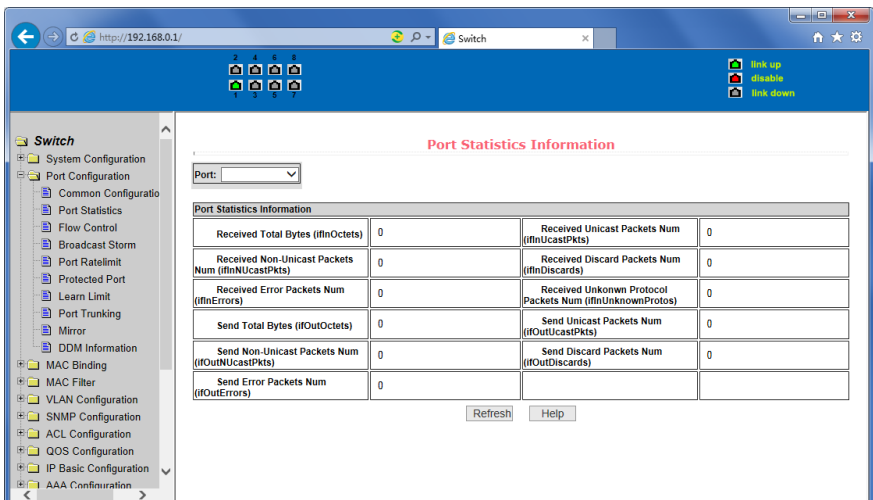 http://192.168.0.1/
Switch
2 4 6 8
1 3 5 7
link up
disable
link down
Switch
System Configuration
Port Configuration
Common Configuratio
Port Statistics
Flow Control
Broadcast Storm
Port Ratelimit
Protected Port
Learn Limit
Port Trunking
Mirror
DDM Information
MAC Binding
MAC Filter
VLAN Configuration
SNMP Configuration
ACL Configuration
QOS Configuration
IP Basic Configuration
AAA Configuration
Port Statistics Information
Port:
Port Statistics Information
Received Total Bytes (ifInOctets) 0
Received Unicast Packets Num
(ifInUcastPkts) 0
Received Non-Unicast Packets
Num (ifInNUcastPkts) 0
Received Discard Packets Num
(ifInDiscards) 0
Received Error Packets Num
(ifInErrors) 0
Received Unkonwn Protocol
Packets Num (ifInUnknownProtos) 0
Send Total Bytes (ifOutOctets) 0
Send Unicast Packets Num
(ifOutUcastPkts) 0
Send Non-Unicast Packets Num
(ifOutNUcastPkts) 0
Send Discard Packets Num
(ifOutDiscards) 0
Send Error Packets Num
(ifOutErrors) 0
Refresh
Help